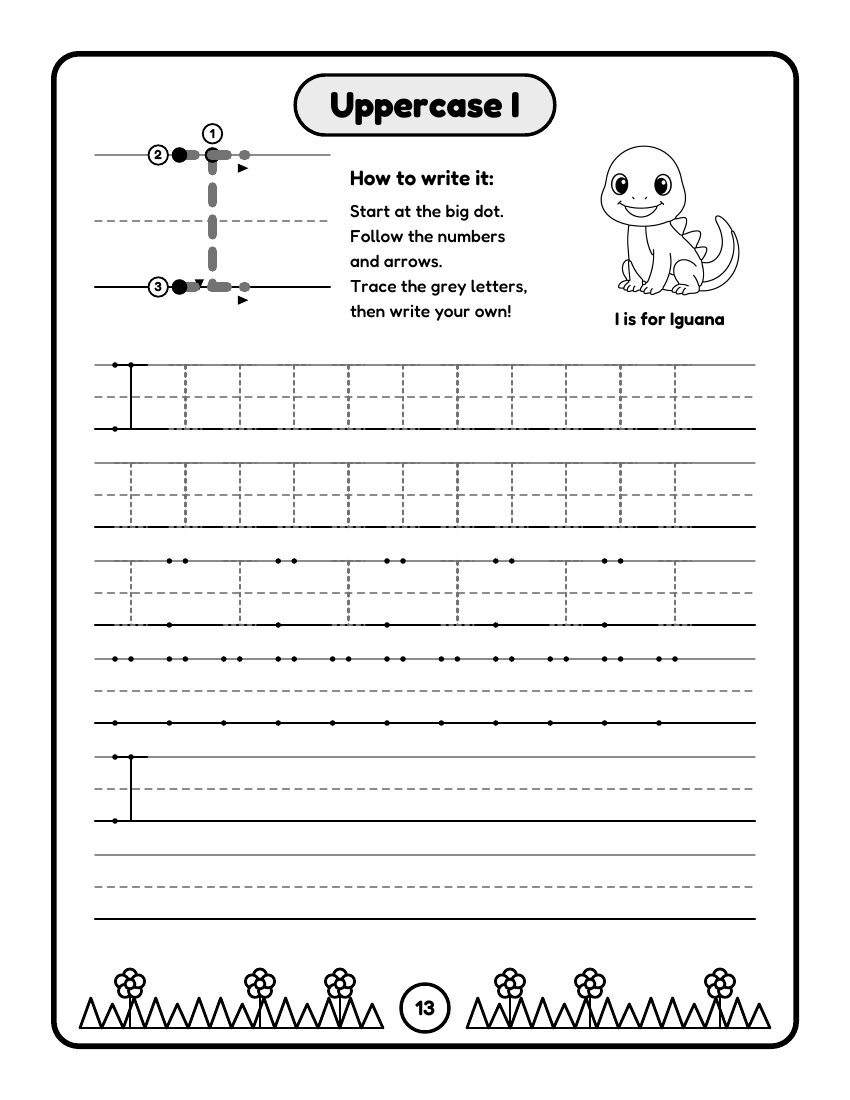 Uppercase I
1
2
3
How to write it:
Start at the big dot.
Follow the numbers
and arrows.
Trace the grey letters,
then write your own!
I is for Iguana
I I I I I I I I I I I
I I I I I I I I I I I
I I I I I I
I
13